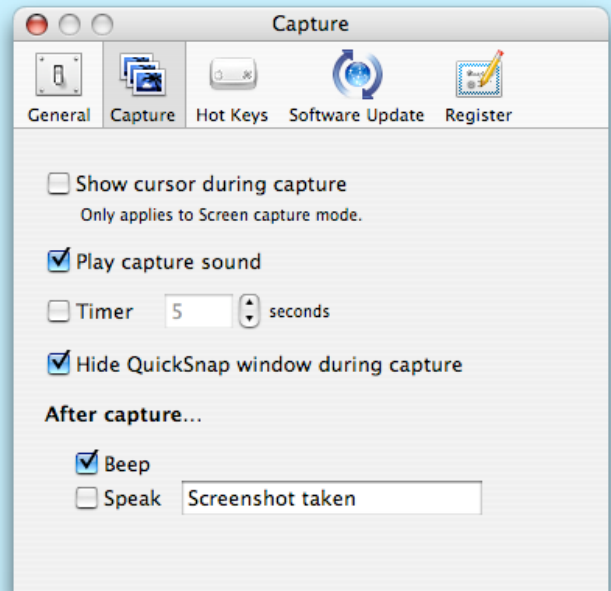 Capture
General Capture Hot Keys Software Update Register
Show cursor during capture
Only applies to Screen capture mode.
Play capture sound
Timer 5 seconds
Hide QuickSnap window during capture
After capture...
Beep
Speak Screenshot taken